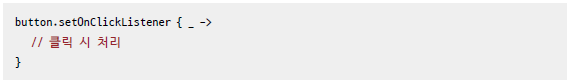 button.setOnClickListener { _ ->
    // 클릭 시 처리
}